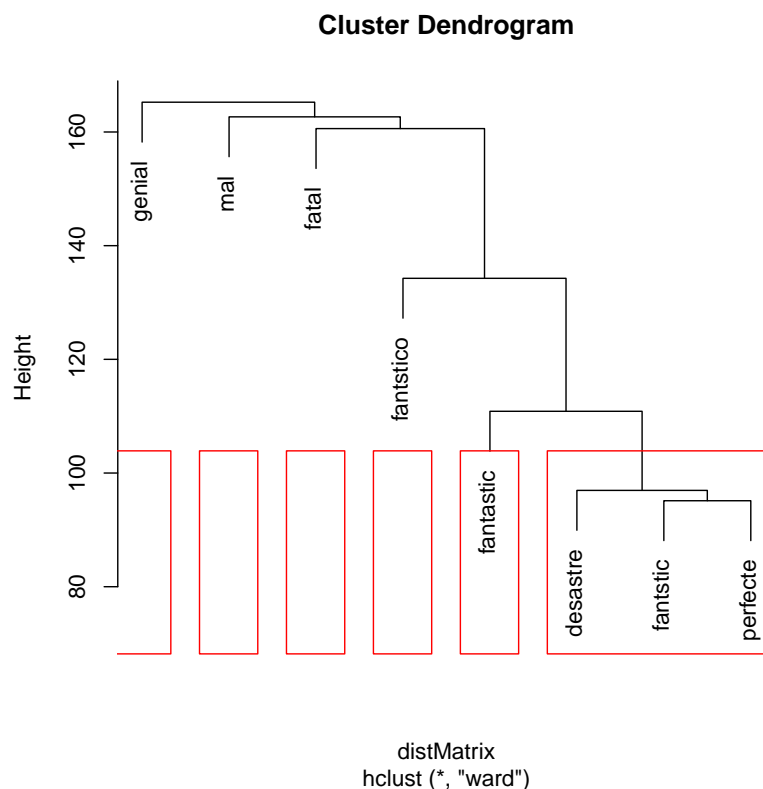 Cluster Dendrogram
Height
160
140
120
100
80
genial
mal
fatal
fantstico
fantastic
desastre
fantstic
perfecte
distMatrix
hclust (*, "ward")